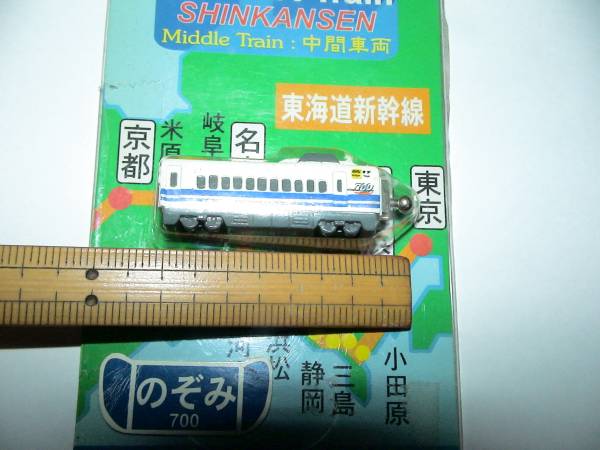 Train
SHINKANSEN
Middle Train : 中間車両
東海道新幹線
京都
米原
岐阜
名
東京
700
浜松
静岡
三島
小田原
のぞみ
700